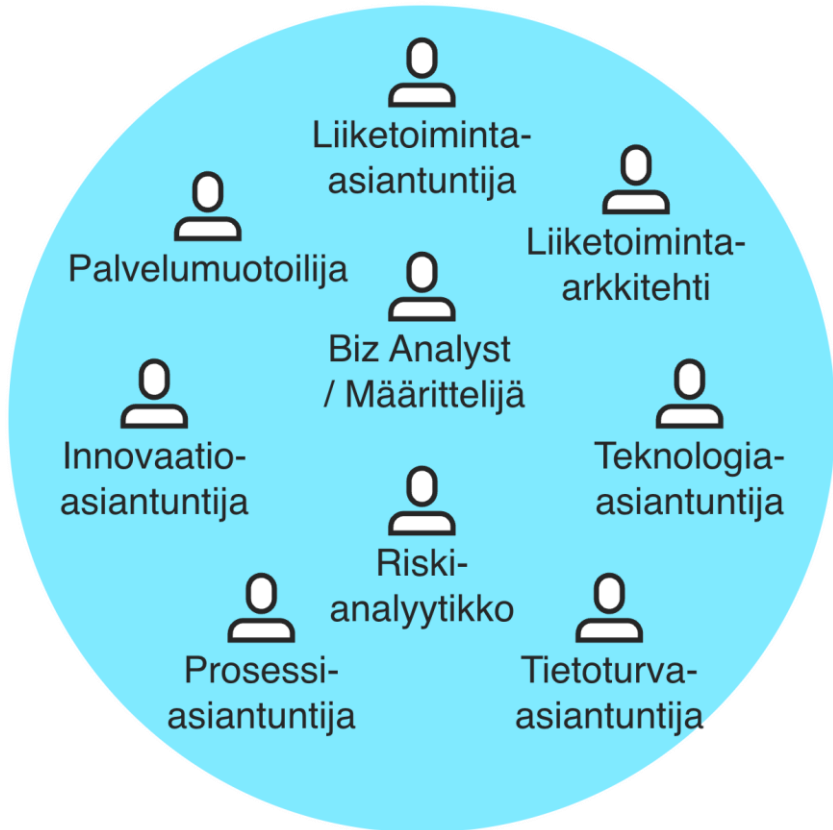 Liiketoiminta-
asiantuntija
Palvelumuotoilija
Liiketoiminta-
arkkitehti
Biz Analyst
/ Määrittelijä
Innovaatio-
asiantuntija
Teknologia-
asiantuntija
Riski-
analyytikko
Prosessi-
asiantuntija
Tietoturva-
asiantuntija